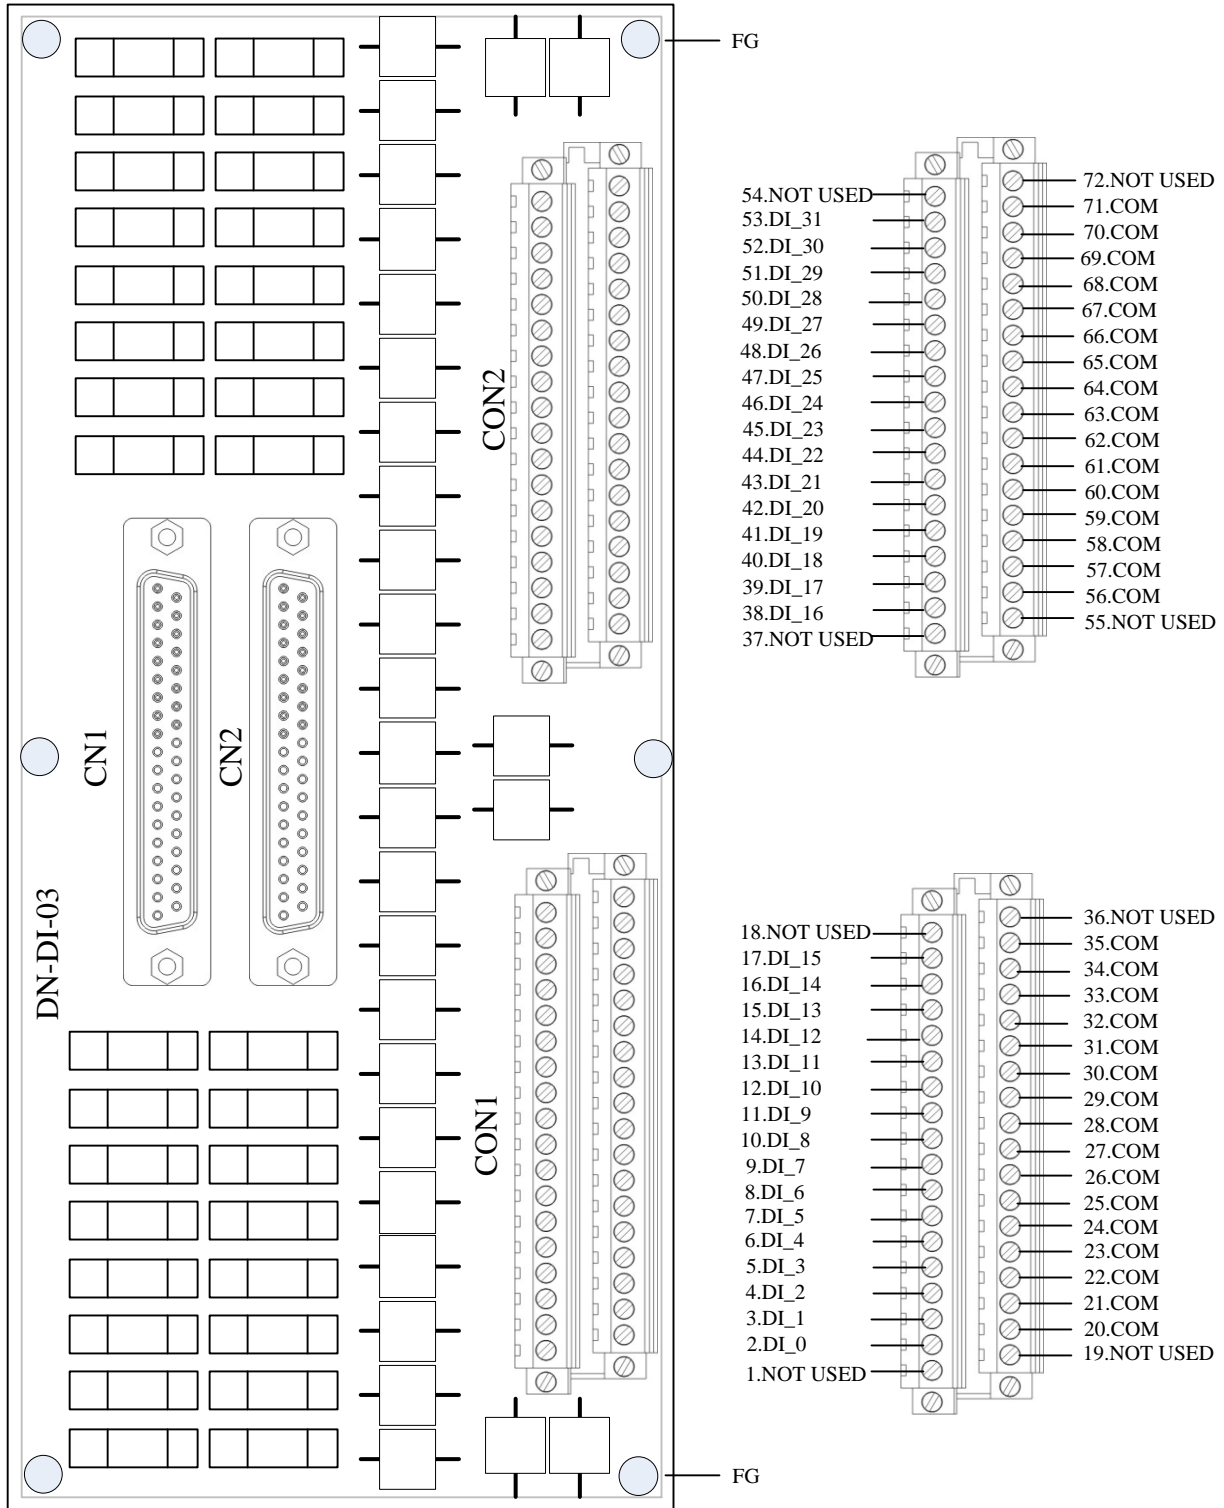 FG
54.NOT USED
53.DI_31
52.DI_30
51.DI_29
50.DI_28
49.DI_27
48.DI_26
47.DI_25
46.DI_24
45.DI_23
44.DI_22
43.DI_21
42.DI_20
41.DI_19
40.DI_18
39.DI_17
38.DI_16
37.NOT USED
72.NOT USED
71.COM
70.COM
69.COM
68.COM
67.COM
66.COM
65.COM
64.COM
63.COM
62.COM
61.COM
60.COM
59.COM
58.COM
57.COM
56.COM
55.NOT USED
CON2
CN1
CN2
DN-DI-03
CON1
18.NOT USED
17.DI_15
16.DI_14
15.DI_13
14.DI_12
13.DI_11
12.DI_10
11.DI_9
10.DI_8
9.DI_7
8.DI_6
7.DI_5
6.DI_4
5.DI_3
4.DI_2
3.DI_1
2.DI_0
1.NOT USED
36.NOT USED
35.COM
34.COM
33.COM
32.COM
31.COM
30.COM
29.COM
28.COM
27.COM
26.COM
25.COM
24.COM
23.COM
22.COM
21.COM
20.COM
19.NOT USED
FG